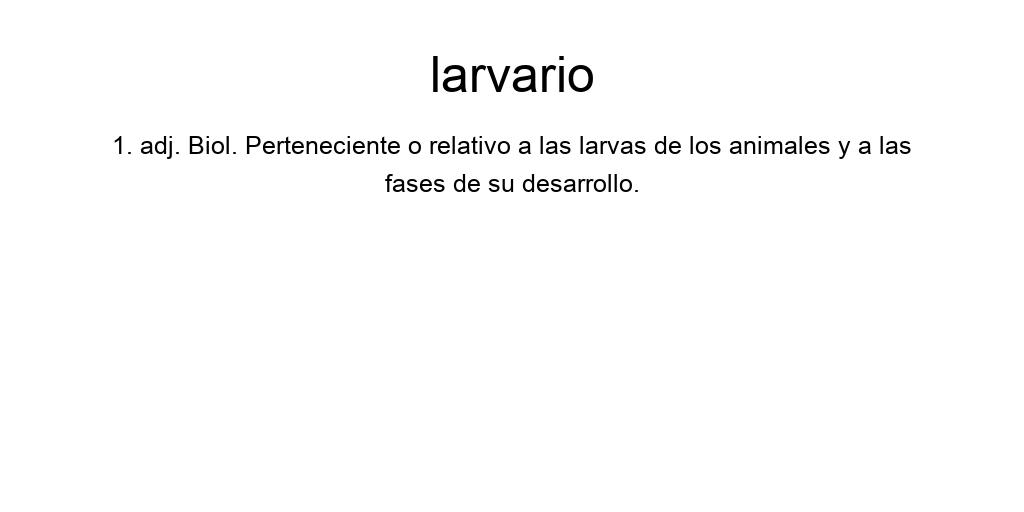 larvario
1. adj. Biol. Perteneciente o relativo a las larvas de los animales y a las
fases de su desarrollo.